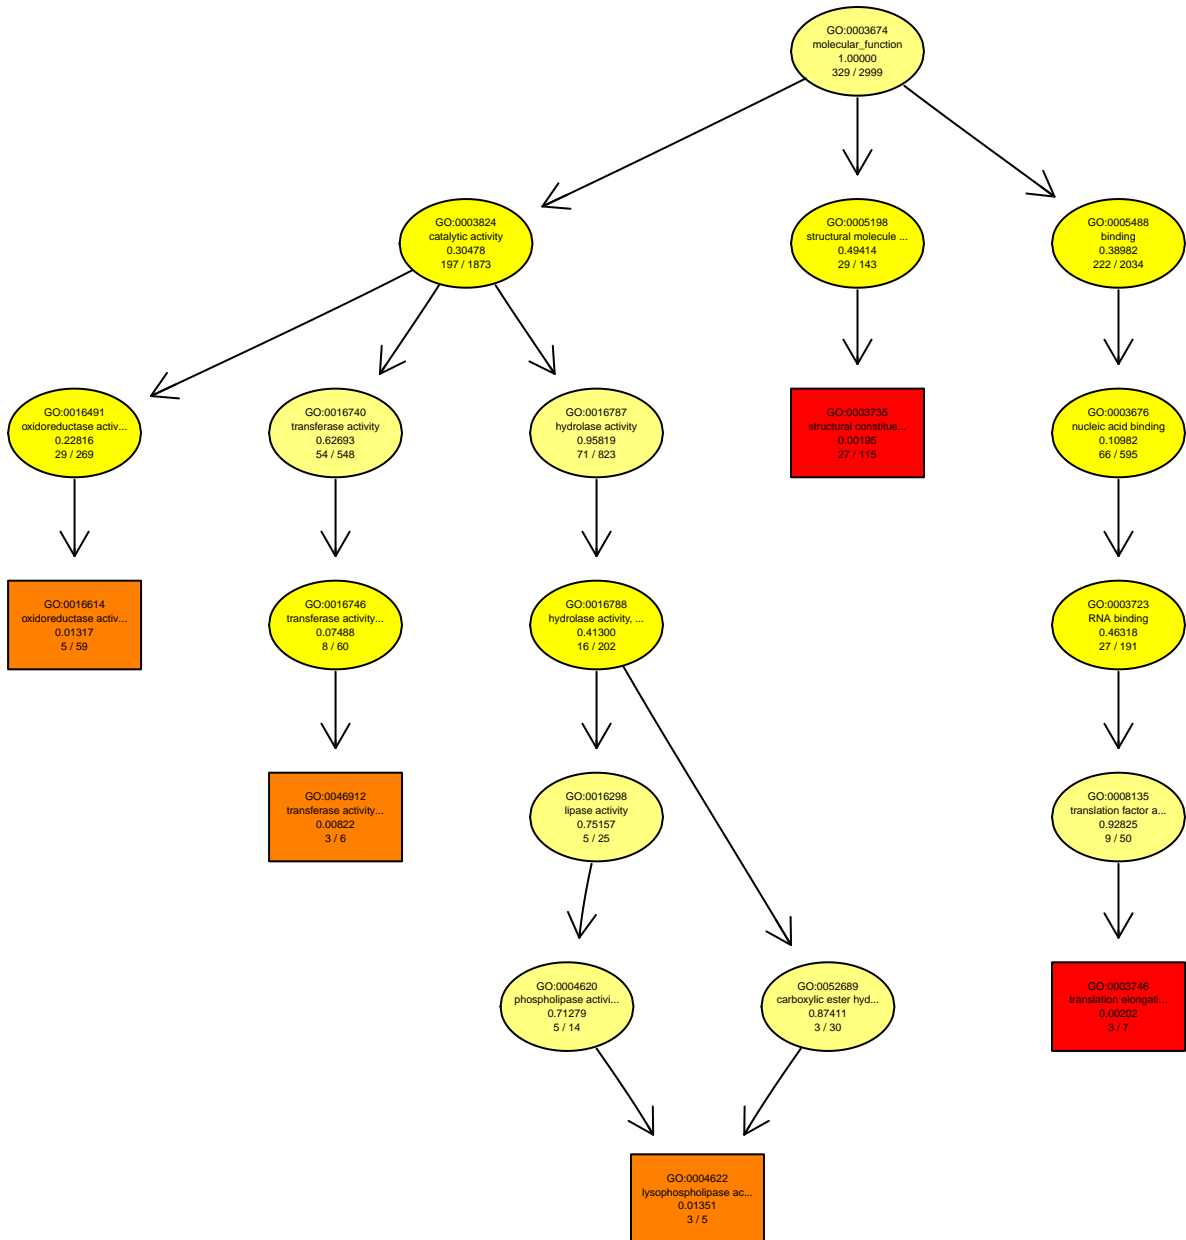 GO:0003674
molecular_function
1.00000
329 / 2999
GO:0003824
catalytic activity
0.30478
197 / 1873
GO:0005198
structural molecule ...
0.49414
29 / 143
GO:0005488
binding
0.38982
222 / 2034
GO:0016491
oxidoreductase activ...
0.22816
29 / 269
GO:0016740
transferase activity
0.62693
54 / 548
GO:0016787
hydrolase activity
0.95819
71 / 823
GO:0003735
structural constitue...
0.00195
27 / 115
GO:0003676
nucleic acid binding
0.10982
66 / 595
GO:0016614
oxidoreductase activ...
0.01317
5 / 59
GO:0016746
transferase activity...
0.07488
8 / 60
GO:0016788
hydrolase activity, ...
0.41300
16 / 202
GO:0003723
RNA binding
0.46318
27 / 191
GO:0046912
transferase activity...
0.00822
3 / 6
GO:0016298
lipase activity
0.75157
5 / 25
GO:0008135
translation factor a...
0.92825
9 / 50
GO:0004620
phospholipase activi...
0.71279
5 / 14
GO:0052689
carboxylic ester hyd...
0.87411
3 / 30
GO:0003746
translation elongati...
0.00202
3 / 7
GO:0004622
lysophospholipase ac...
0.01351
3 / 5